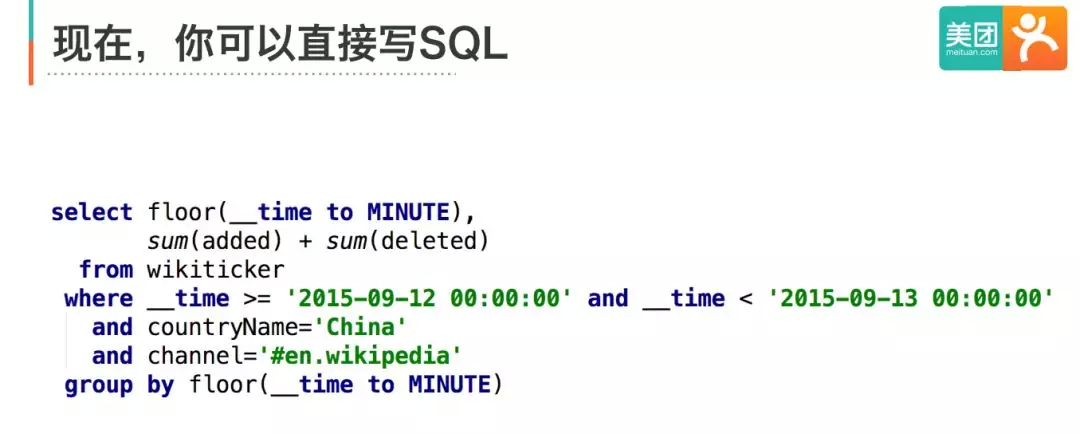 现在，你可以直接写SQL
美团
meituan.com
select floor(__time to MINUTE),
sum(added) + sum(deleted)
from wikiticker
where __time >= '2015-09-12 00:00:00' and __time < '2015-09-13 00:00:00'
and countryName='China'
and channel='#en.wikipedia'
group by floor(__time to MINUTE)